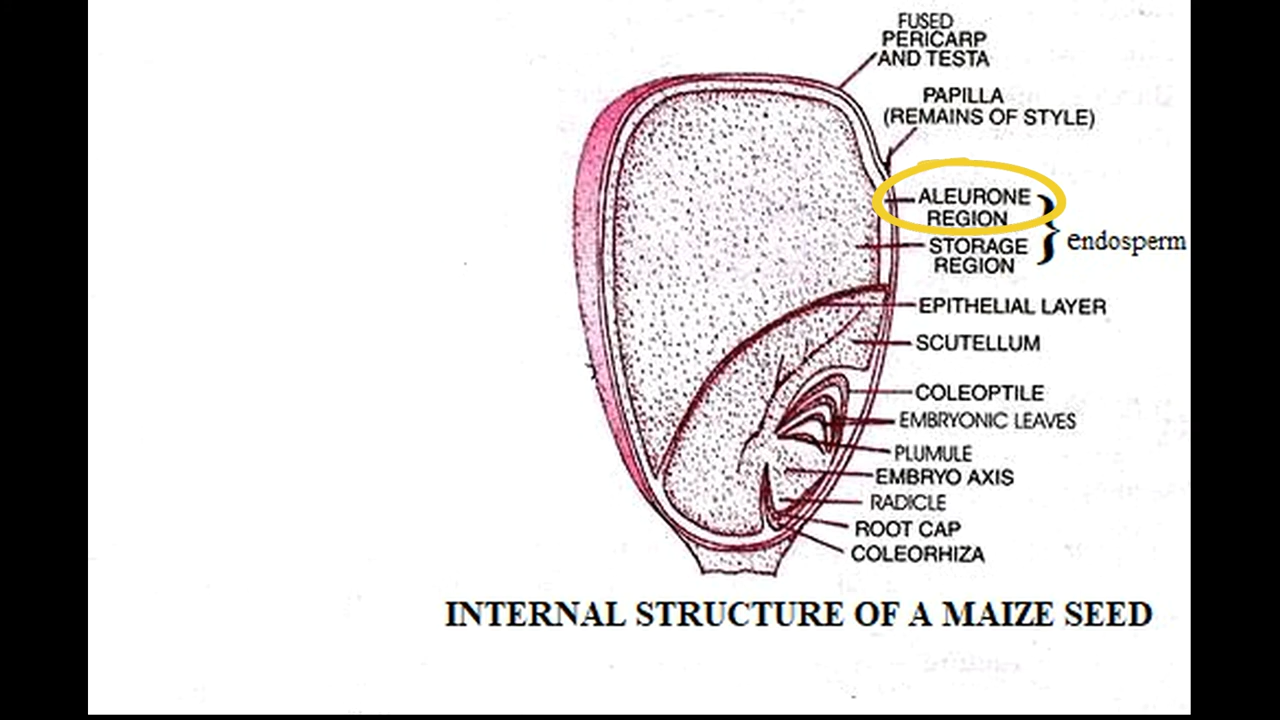 FUSED
PERICARP
AND TESTA
PAPILLA
(REMAINS OF STYLE)
ALEURONE
REGION
STORAGE
REGION
endosperm
EPITHELIAL LAYER
SCUTELLUM
COLEOPTILE
EMBRYONIC LEAVES
PLUMULE
EMBRYO AXIS
RADICLE
ROOT CAP
COLEORHIZA
INTERNAL STRUCTURE OF A MAIZE SEED